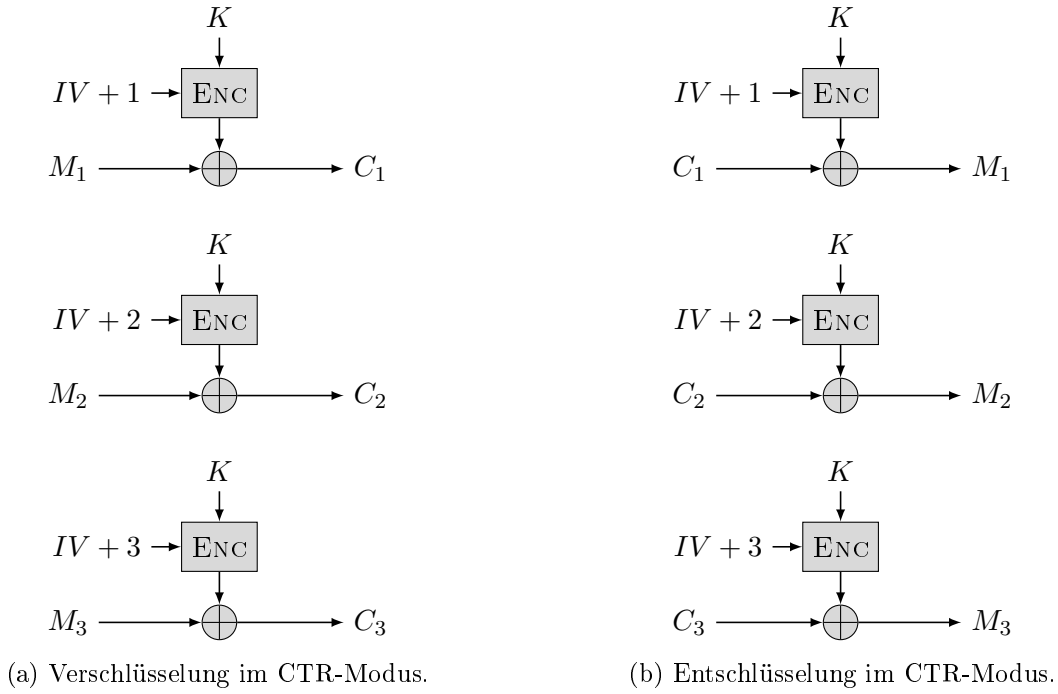 K K
IV + 1 ENC IV + 1 ENC
M₁ C₁ C₁ M₁
K K
IV + 2 ENC IV + 2 ENC
M₂ C₂ C₂ M₂
K K
IV + 3 ENC IV + 3 ENC
M₃ C₃ C₃ M₃
(a) Verschlüsselung im CTR-Modus. (b) Entschlüsselung im CTR-Modus.